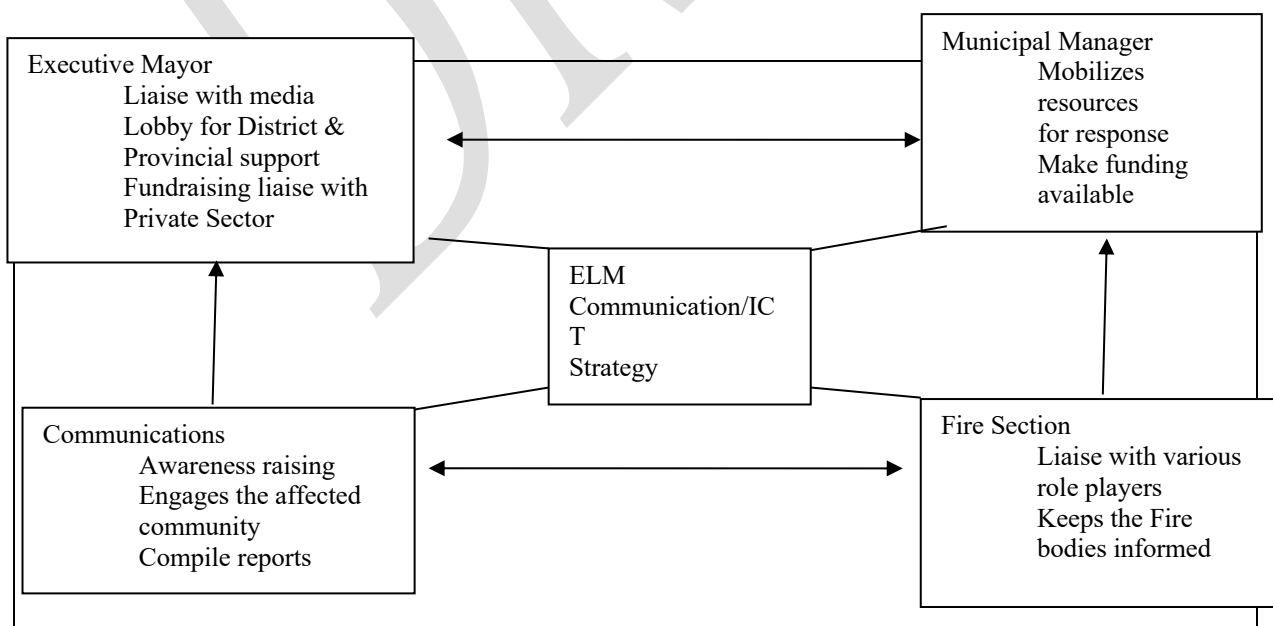 Executive Mayor
Liaise with media
Lobby for District &
Provincial support
Fundraising liaise with
Private Sector
Municipal Manager
Mobilizes
resources
for response
Make funding
available
ELM
Communication/IC
T
Strategy
Communications
Awareness raising
Engages the affected
community
Compile reports
Fire Section
Liaise with various
role players
Keeps the Fire
bodies informed